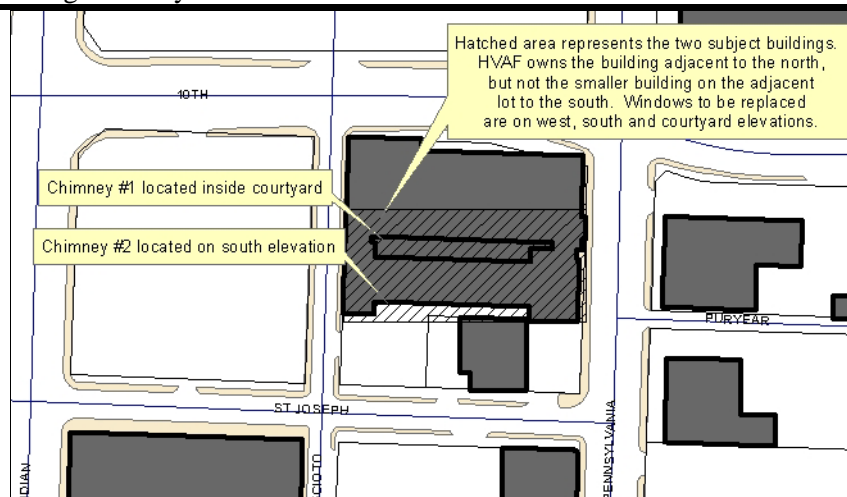 Hatched area represents the two subject buildings.
HVAF owns the building adjacent to the north,
but not the smaller building on the adjacent
lot to the south. Windows to be replaced
are on west, south and courtyard elevations.
10TH
Chimney #1 located inside courtyard
Chimney #2 located on south elevation
PURYEAR
ST JOSEPH
DIAN
CIOTO
PENNSYLVANIA